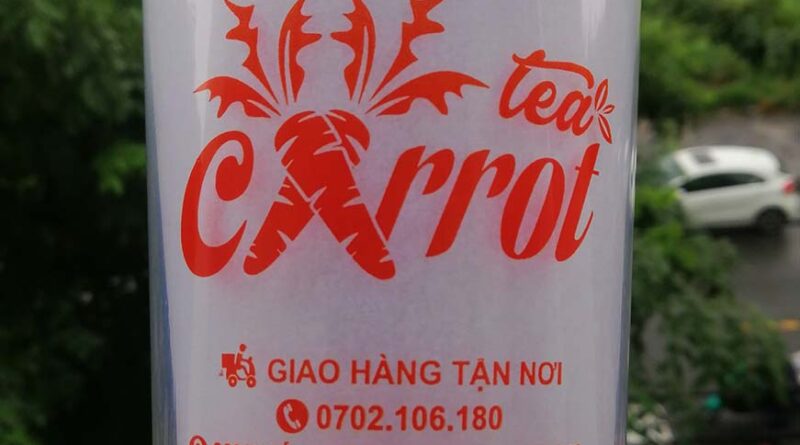 tea
Carrot
GIAO HÀNG TẬN NƠI
0702.106.180